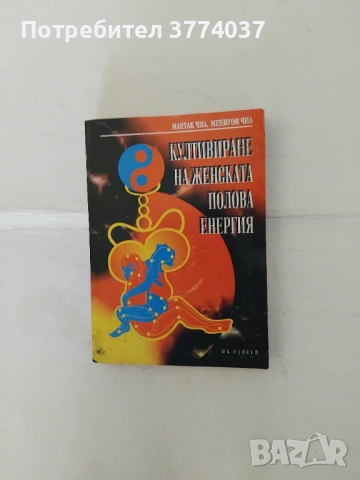 Потребител 3774037
МАНТАК ЧИА, МЕНИУОН ЧИА
КУЛТИВИРАНЕ
НА ЖЕНСКАТА
ПОЛОВА
ЕНЕРГИЯ
BAZAR